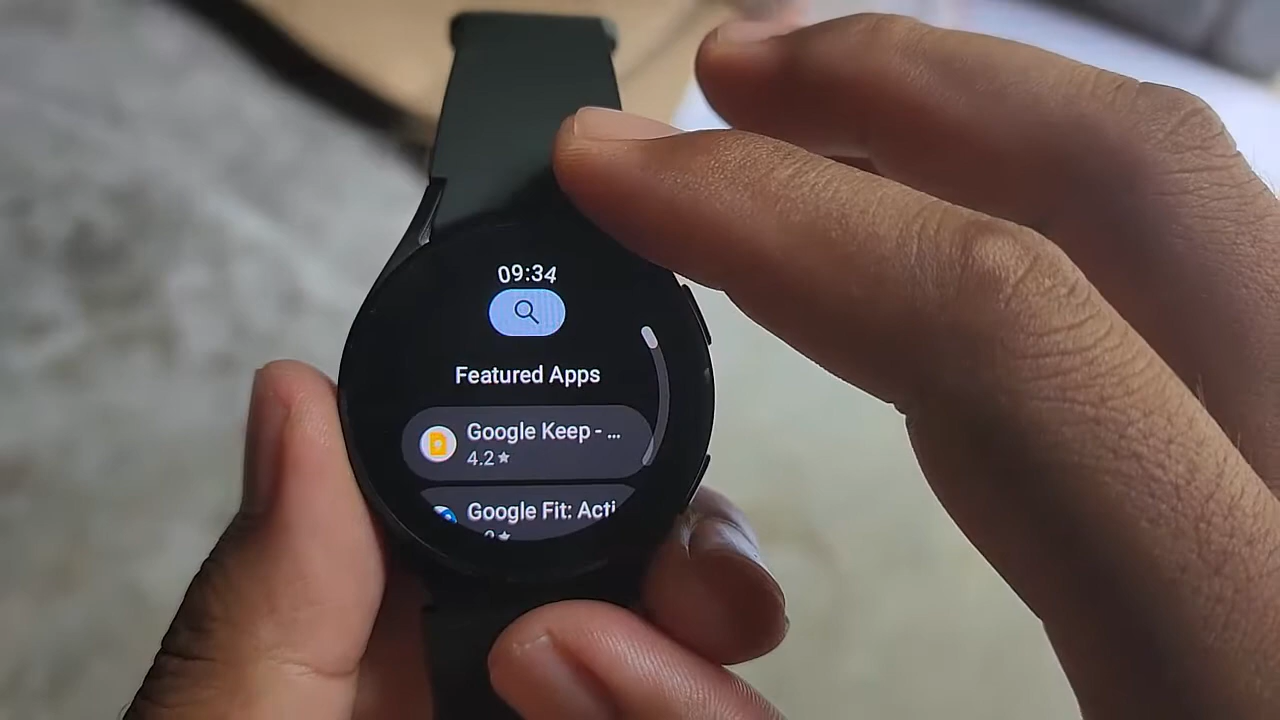 09:34
Featured Apps
Google Keep - ...
4.2★
Google Fit: Acti